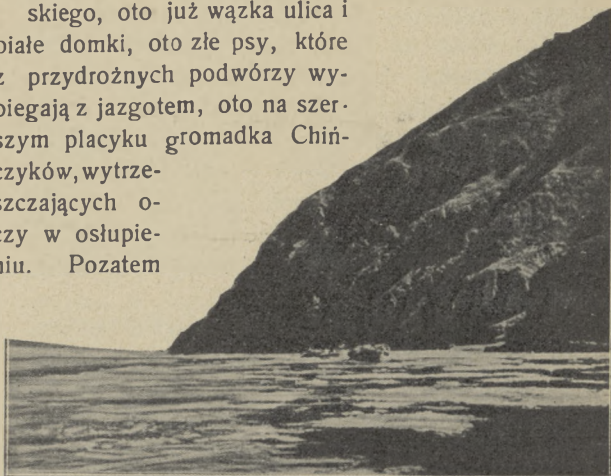 skiego, oto już wązka ulica i
białe domki, oto złe psy, które
z przydrożnych podwórzy wy-
biegają z jazgotem, oto na szer-
szym placyku gromadka Chiń-
czyków, wytrze-
szczających o-
czy w osłupie-
niu. Pozatem